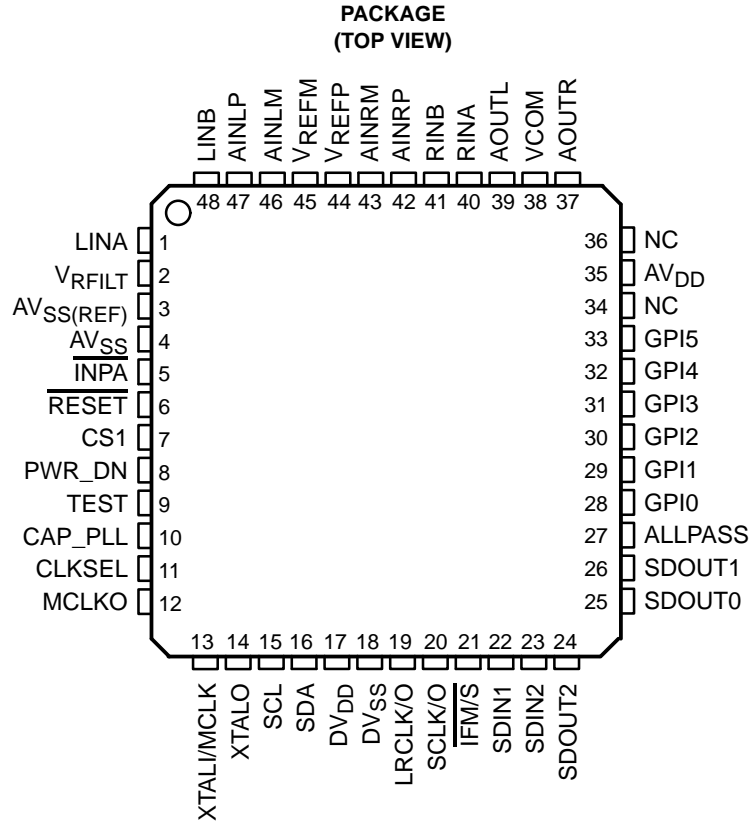 PACKAGE
(TOP VIEW)
LINB
AINLP
AINLM
VREFM
VREFP
AINRM
AINRP
RINB
RINA
AOUTL
VCOM
AOUTR
48 47 46 45 44 43 42 41 40 39 38 37
LINA 1
VRFILT 2
AVSS(REF) 3
AVSS 4
INPA 5
RESET 6
CS1 7
PWR_DN 8
TEST 9
CAP_PLL 10
CLKSEL 11
MCLKO 12
36 NC
35 AVDD
34 NC
33 GPI5
32 GPI4
31 GPI3
30 GPI2
29 GPI1
28 GPI0
27 ALLPASS
26 SDOUT1
25 SDOUT0
13 14 15 16 17 18 19 20 21 22 23 24
XTALI/MCLK
XTALO
SCL
SDA
DVDD
DVSS
LRCLK/O
SCLK/O
IFM/S
SDIN1
SDIN2
SDOUT2